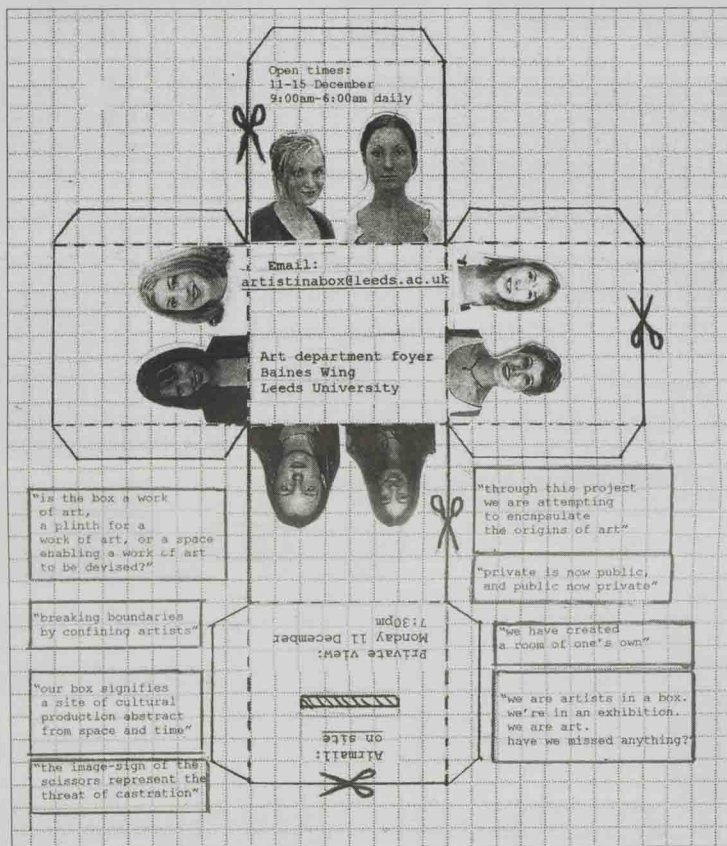 Open times:
11-15 December
9:00am-6:00am daily
Email:
artistinabox@leeds.ac.uk
Art department foyer
Baines Wing
Leeds University
"is the box a work
of art,
a plinth for a
work of art, or a space
enabling a work of art
to be devised?"
"breaking boundaries
by confining artists"
"our box signifies
a site of cultural
production abstract
from space and time"
"the image-sign of the
scissors represent the
threat of castration"
"through this project
we are attempting
to encapsulate
the origins of art"
"private is now public,
and public now private"
"we have created
a room of one's own"
"we are artists in a box.
we're in an exhibition.
we are art.
have we missed anything?"
Airmail:
on site
Private view:
Monday 11 December
7:30pm